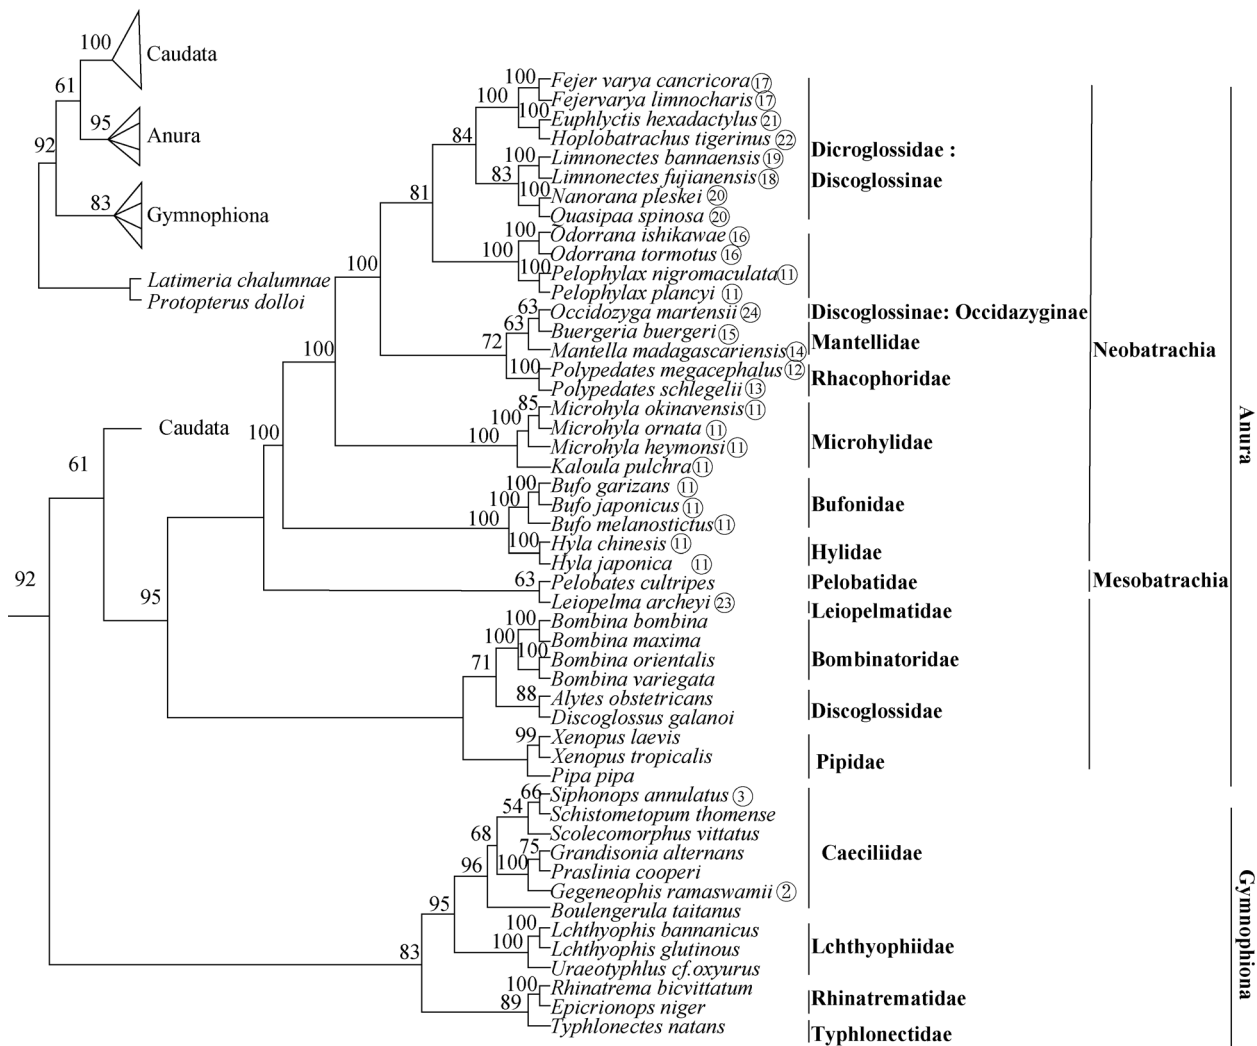 100
Caudata
61
95
Anura
92
83
Gymnophiona
Latimeria chalumnae
Protopterus dolloi
100
Fejer varya cancricora 17
100
Fejervarya limnocharis 17
100
Euphlyctis hexadactylus 21
84
Hoplobatrachus tigerinus 22
100
Limnonectes bannaensis 19
83
Limnonectes fujianensis 18
100
Nanorana pleskei 20
81
Quasipaa spinosa 20
Dicroglossidae :
Discoglossinae
100
Odorrana ishikawae 16
100
Odorrana tormotus 16
100
Pelophylax nigromaculata 11
100
Pelophylax plancyi 11
63
Occidozyga martensii 24
Discoglossinae: Occidazyginae
63
Buergeria buergeri 15
72
Mantella madagascariensis 14
Mantellidae
100
Polypedates megacephalus 12
Polypedates schlegelii 13
Rhacophoridae
Neobatrachia
100
85
Microhyla okinavensis 11
100
Microhyla ornata 11
100
Microhyla heymonsi 11
Kaloula pulchra 11
Microhylidae
Anura
Caudata
100
61
100
Bufo garizans 11
100
Bufo japonicus 11
100
Bufo melanostictus 11
Bufonidae
100
Hyla chinesis 11
Hyla japonica 11
Hylidae
92
63
Pelobates cultripes
Pelobatidae
Mesobatrachia
95
Leiopelma archeyi 23
Leiopelmatidae
100
Bombina bombina
100
Bombina maxima
100
Bombina orientalis
71
Bombina variegata
Bombinatoridae
88
Alytes obstetricans
Discoglossus galanoi
Discoglossidae
99
Xenopus laevis
Xenopus tropicalis
Pipa pipa
Pipidae
66
Siphonops annulatus 3
54
Schistometopum thomense
68
Scolecomorphus vittatus
75
Grandisonia alternans
100
Praslinia cooperi
96
Gegeneophis ramaswamii 2
Boulengerula taitanus
Caeciliidae
Gymnophiona
95
100
Lchthyophis bannanicus
100
Lchthyophis glutinous
Uraeotyphlus cf.oxyurus
Lchthyophiidae
83
100
Rhinatrema bicvittatum
89
Epicrionops niger
Rhinatrematidae
Typhlonectes natans
Typhlonectidae